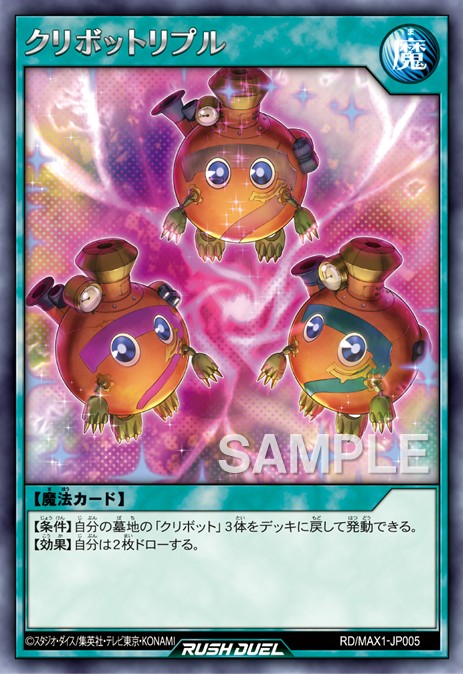 クリボットリプル
ま
魔
SAMPLE
【魔法カード】
【条件】自分の墓地の「クリボット」3体をデッキに戻して発動できる。
【効果】自分は2枚ドローする。
©スタジオ・ダイス/集英社・テレビ東京・KONAMI
RUSH DUEL
RD/MAX1-JP005